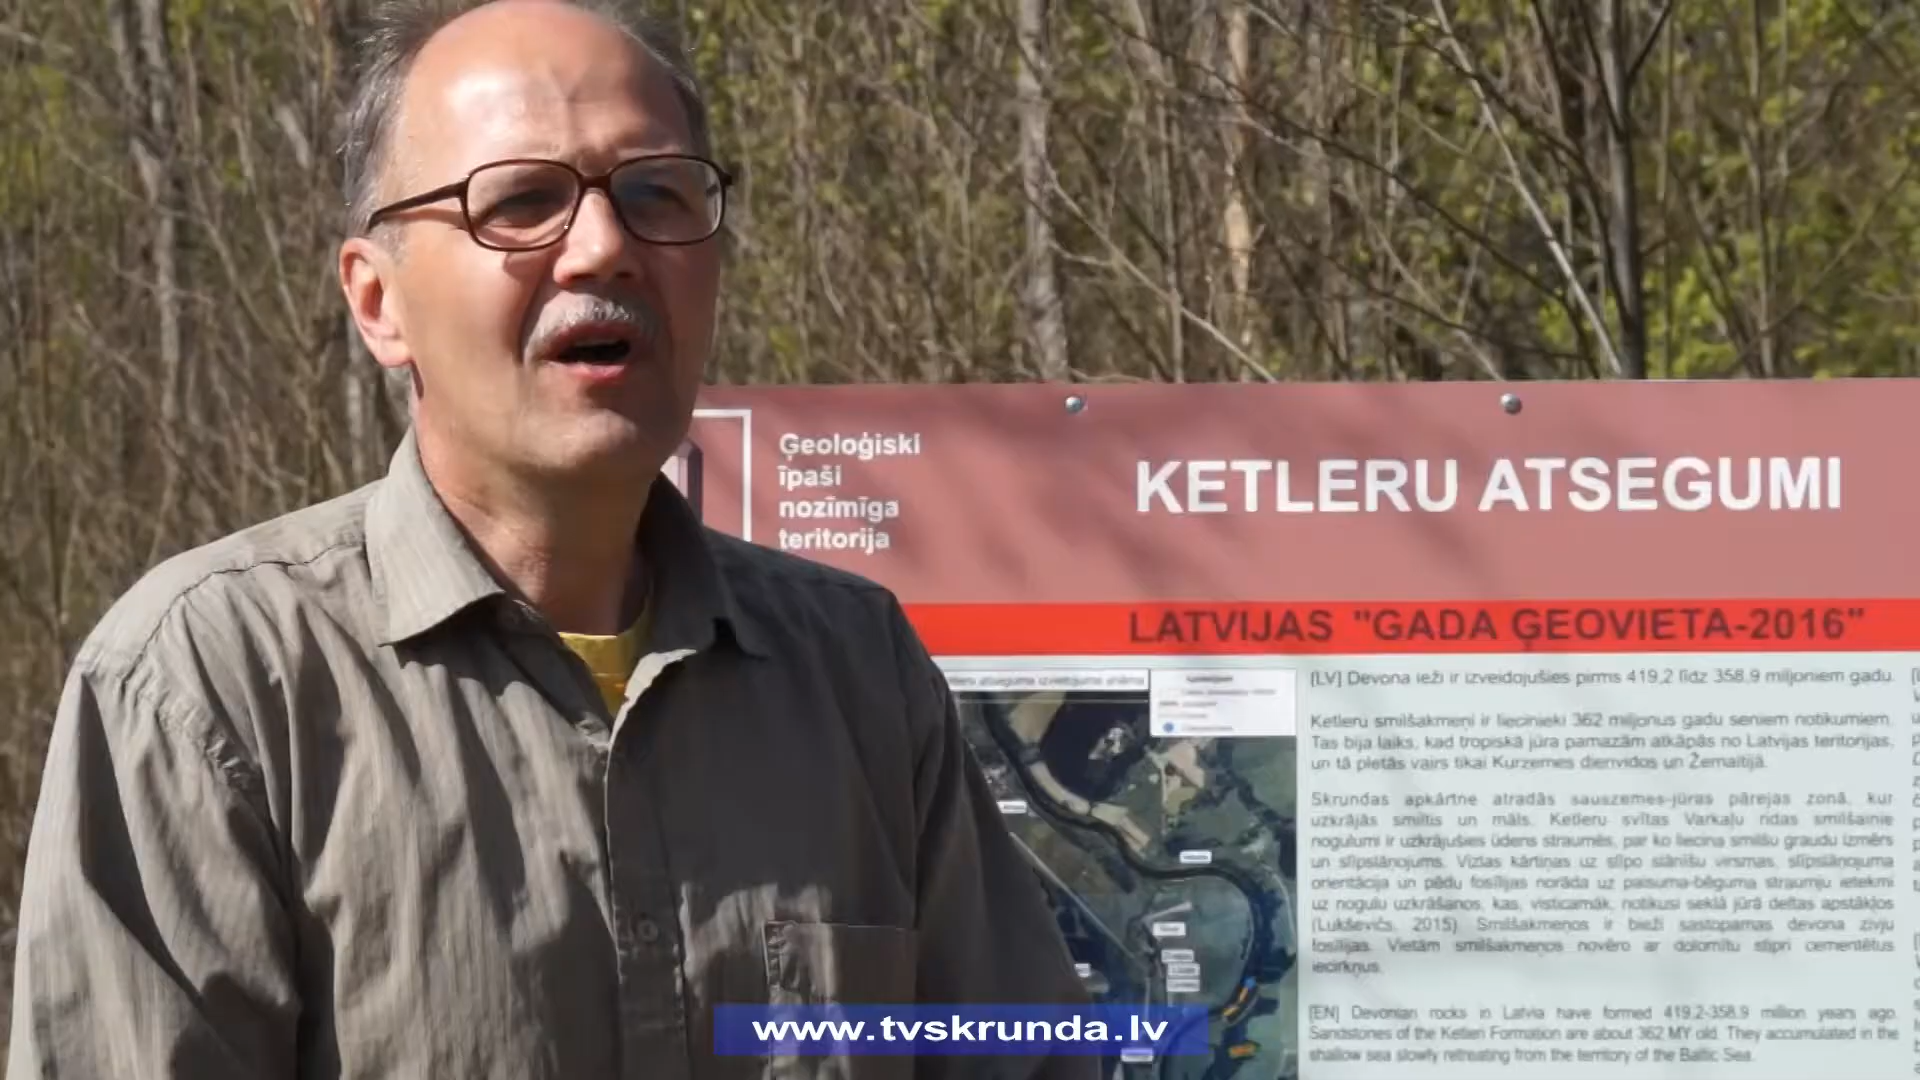 Ģeoloģiski
īpaši
nozīmīga
teritorija
KETLERU ATSEGUMI
LATVIJAS "GADA ĢEOVIETA-2016"
[LV] Devona ieži ir izveidojušies pirms 419,2 līdz 358,9 miljoniem gadu.
Ketleru smilšakmeņi ir liecinieki 362 miljonus gadu seniem notikumiem.
Tas bija laiks, kad tropiskā jūra pamazām atkāpās no Latvijas teritorijas,
un tā pletās vairs tikai Kurzemes dienvidos un Žemaitijā.
Skrundas apkārtne atradās sauszemes-jūras pārejas zonā, kur
uzkrājās smiltis un māls. Ketleru svītas Varkaļu ridas smilšainie
nogulumi ir uzkrājušies ūdens straumēs, par ko liecina smilšu graudu izmērs
un slīpslāņojums. Vizlas kārtiņas uz slīpo slānīšu virsmas, slīpslāņojuma
orientācija un pēdu fosilijas norāda uz paisuma-bēguma straumju ietekmi
uz nogulu uzkrāšanos, kas, visticamāk, notikusi seklā jūrā deltas apstākļos
(Lukševičs, 2015). Smilšakmeņos ir bieži sastopamas devona zivju
fosilijas. Vietām smilšakmeņos novēro ar dolomītu stipri cementētus
iecirkņus.
[EN] Devonian rocks in Latvia have formed 419,2-358,9 million years ago.
Sandstones of the Ketleri Formation are about 362 MY old. They accumulated in the
shallow sea slowly retreating from the territory of the Baltic Sea.
www.tvskrunda.lv